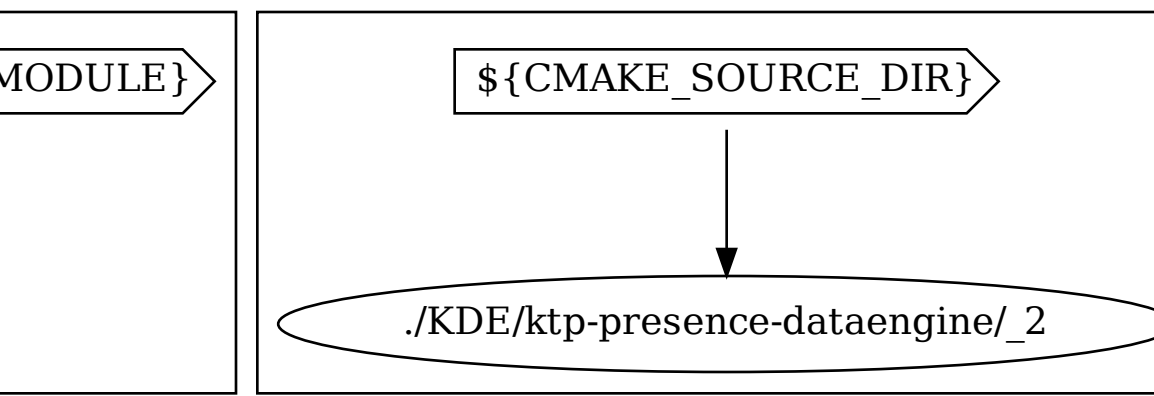 MODULE}
${CMAKE_SOURCE_DIR}
./KDE/ktp-presence-dataengine/_2